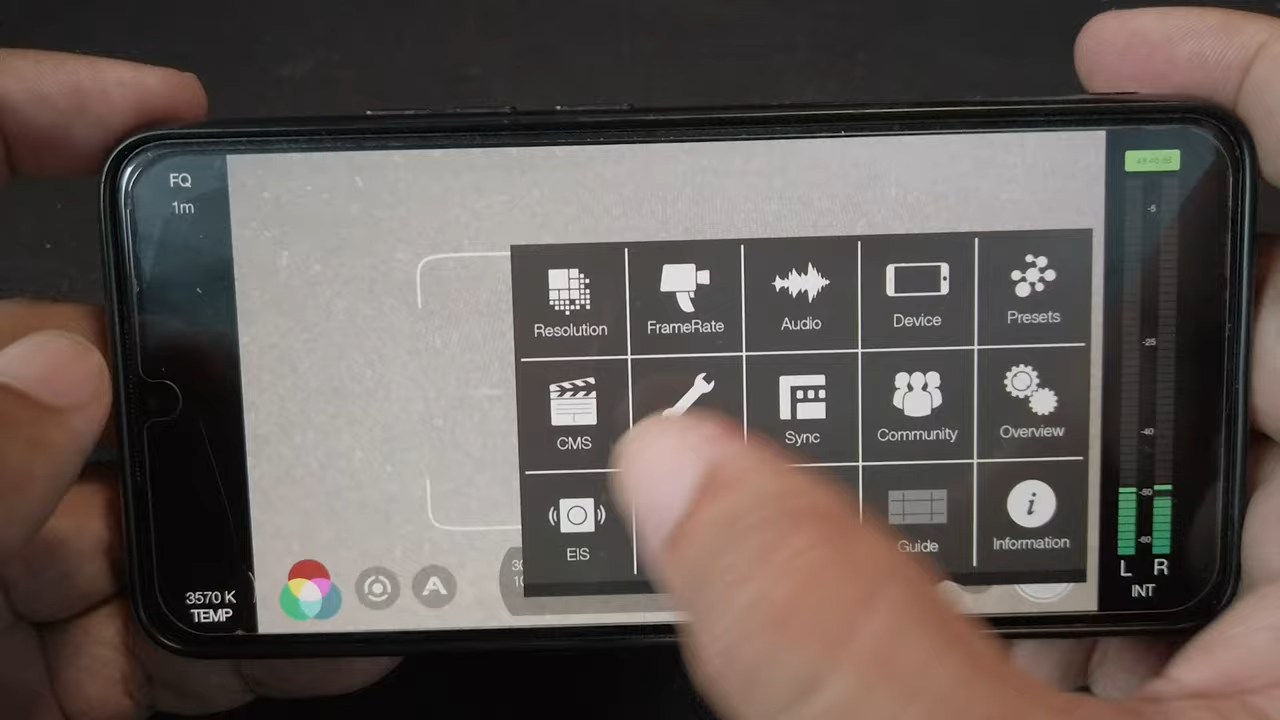 FQ
1m
-5
Resolution
FrameRate
Audio
Device
Presets
-25
CMS
Sync
Community
Overview
-40
EIS
Guide
Information
-50
-60
L R
INT
3570 K
TEMP
A